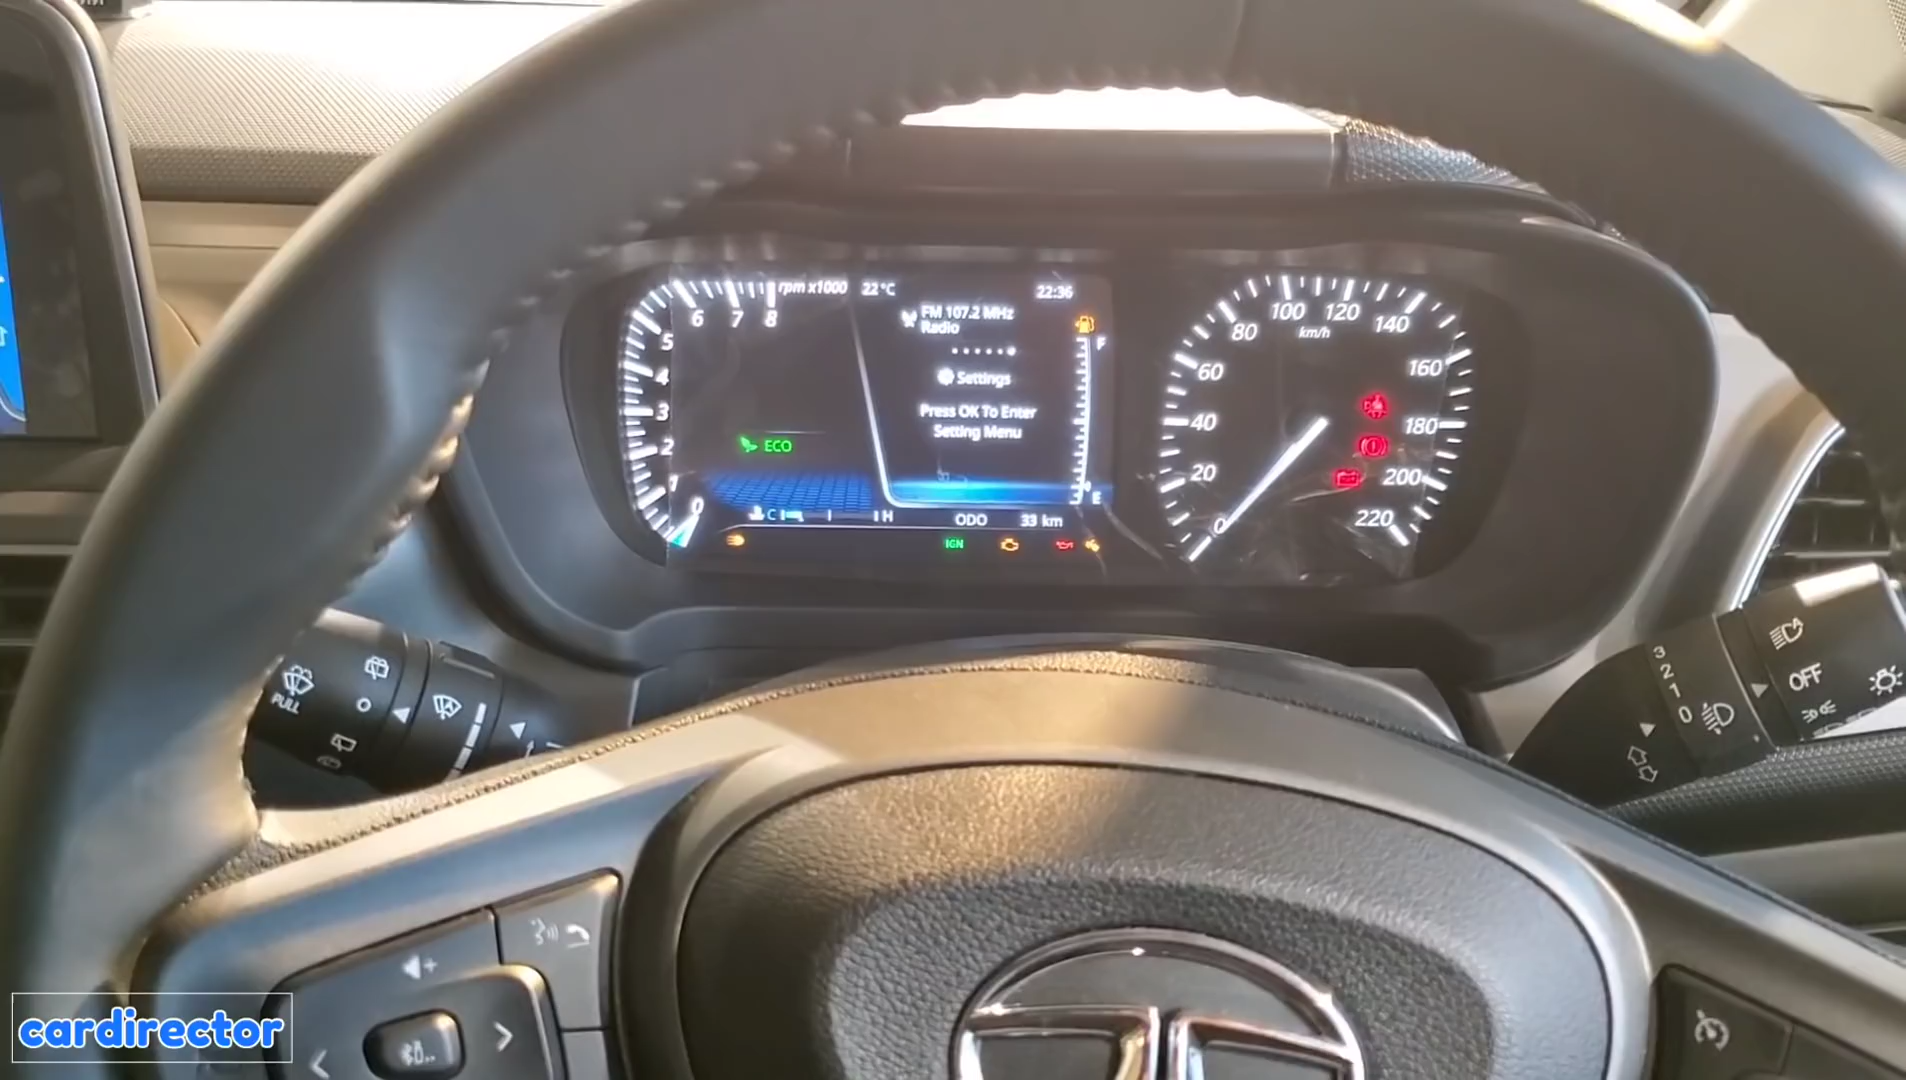 rpm x1000
22 °C
22:36
FM 107.2 MHz
Radio
Settings
Press OK To Enter
Setting Menu
F
E
8
7
6
5
4
3
2
1
0
ECO
C
H
ODO 33 km
IGN
km/h
0
20
40
60
80
100
120
140
160
180
200
220
PULL
3
2
1
0
OFF
cardirector